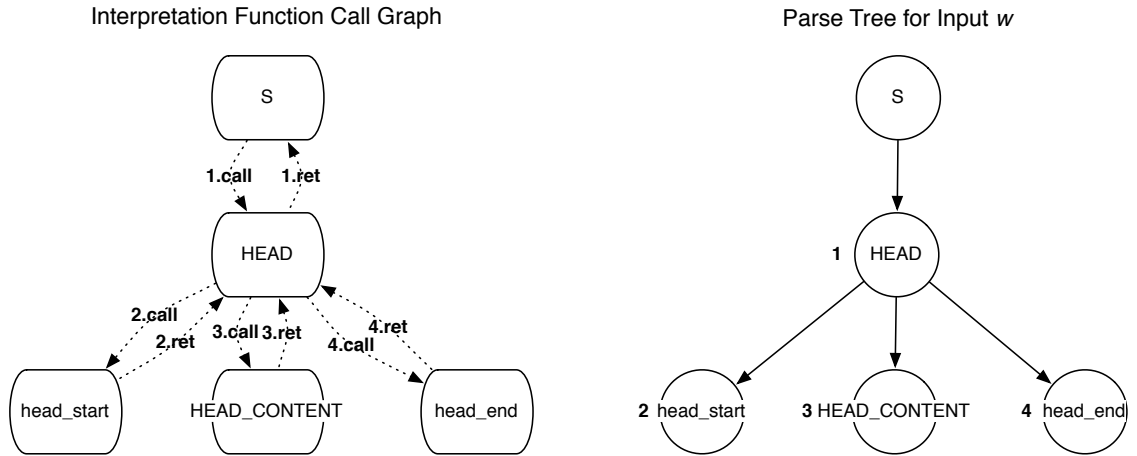 Interpretation Function Call Graph
S
1.call 1.ret
HEAD
2.call
2.ret
3.call 3.ret
4.call
4.ret
head_start
HEAD_CONTENT
head_end
Parse Tree for Input w
S
1 HEAD
2 head_start
3 HEAD_CONTENT
4 head_end